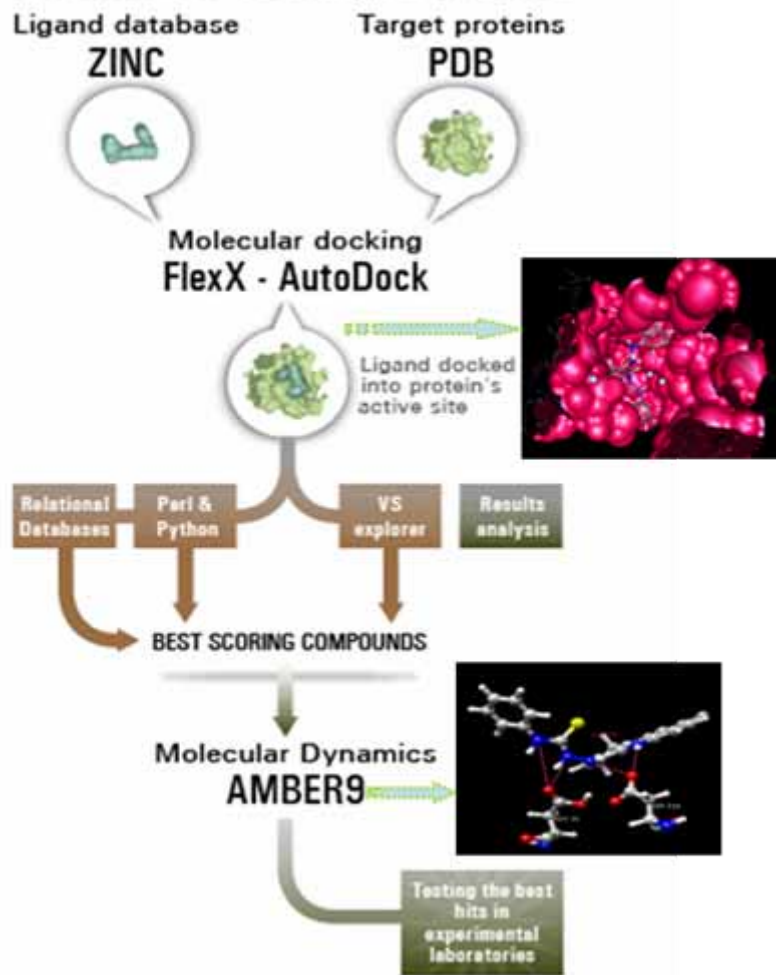 Ligand database
ZINC
Target proteins
PDB
Molecular docking
FlexX - AutoDock
Ligand docked
into protein's
active site
Relational
Databases
Perl &
Python
VS
explorer
Results
analysis
BEST SCORING COMPOUNDS
Molecular Dynamics
AMBER9
Testing the best
hits in
experimental
laboratories